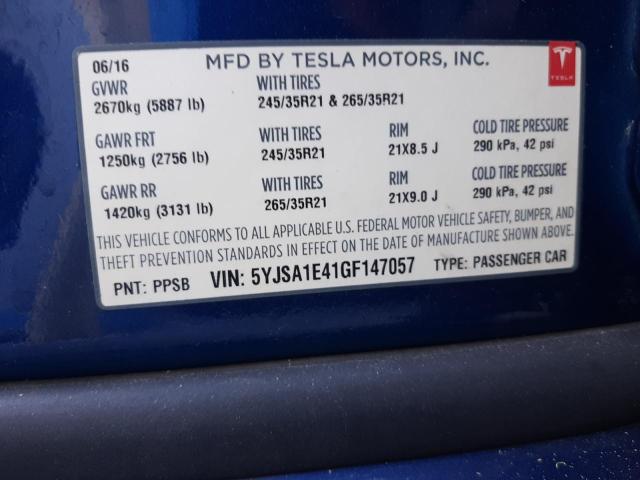 06/16 MFD BY TESLA MOTORS, INC.
TESLA
GVWR WITH TIRES
2670kg (5887 lb) 245/35R21 & 265/35R21
GAWR FRT WITH TIRES RIM COLD TIRE PRESSURE
1250kg (2756 lb) 245/35R21 21X8.5 J 290 kPa, 42 psi
GAWR RR WITH TIRES RIM COLD TIRE PRESSURE
1420kg (3131 lb) 265/35R21 21X9.0 J 290 kPa, 42 psi
THIS VEHICLE CONFORMS TO ALL APPLICABLE U.S. FEDERAL MOTOR VEHICLE SAFETY, BUMPER, AND
THEFT PREVENTION STANDARDS IN EFFECT ON THE DATE OF MANUFACTURE SHOWN ABOVE.
PNT: PPSB VIN: 5YJSA1E41GF147057 TYPE: PASSENGER CAR